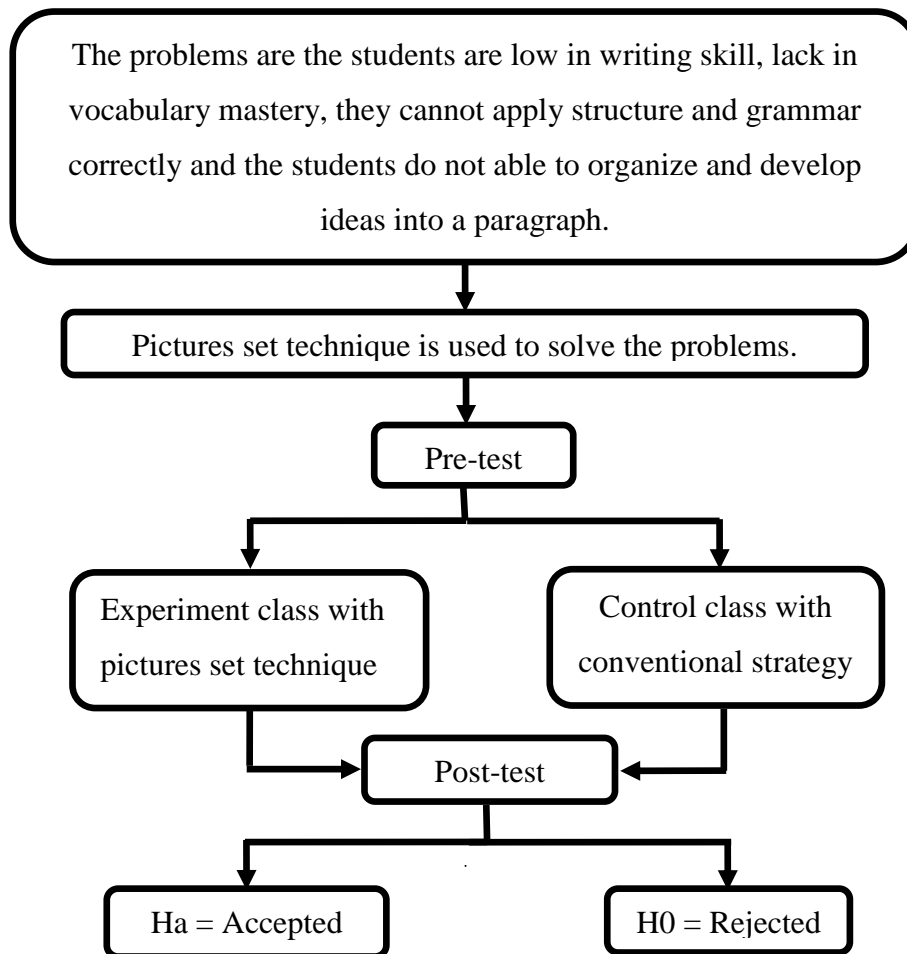 The problems are the students are low in writing skill, lack in
vocabulary mastery, they cannot apply structure and grammar
correctly and the students do not able to organize and develop
ideas into a paragraph.
Pictures set technique is used to solve the problems.
Pre-test
Experiment class with
pictures set technique
Control class with
conventional strategy
Post-test
Ha = Accepted
H0 = Rejected